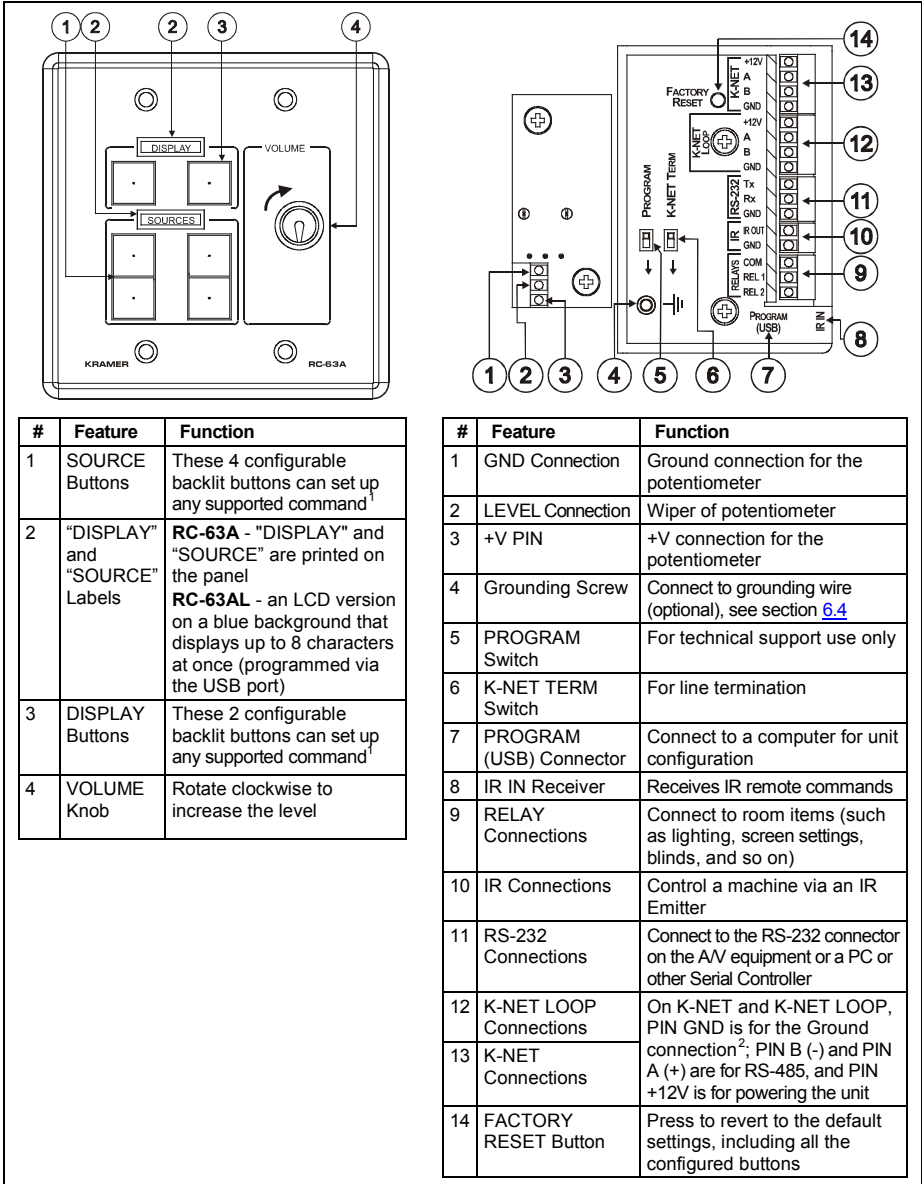 1 2 2 3 4
DISPLAY
VOLUME
SOURCES
KRAMER
RC-63A
14
+12V
A
B
GND
K-NET
FACTORY
RESET
13
+12V
A
B
GND
K-NET
LOOP
12
PROGRAM
K-NET TERM
Tx
Rx
GND
RS-232
11
IR OUT
GND
IR
10
COM
REL 1
REL 2
RELAYS
9
PROGRAM
(USB)
IR IN
8
1 2 3 4 5 6 7
# Feature Function
1 SOURCE These 4 configurable
Buttons backlit buttons can set up
any supported command1
2 “DISPLAY” RC-63A - "DISPLAY" and
and “SOURCE” are printed on
“SOURCE” the panel
Labels RC-63AL - an LCD version
on a blue background that
displays up to 8 characters
at once (programmed via
the USB port)
3 DISPLAY These 2 configurable
Buttons backlit buttons can set up
any supported command1
4 VOLUME Rotate clockwise to
Knob increase the level
# Feature Function
1 GND Connection Ground connection for the
potentiometer
2 LEVEL Connection Wiper of potentiometer
3 +V PIN +V connection for the
potentiometer
4 Grounding Screw Connect to grounding wire
(optional), see section 6.4
5 PROGRAM For technical support use only
Switch
6 K-NET TERM For line termination
Switch
7 PROGRAM Connect to a computer for unit
(USB) Connector configuration
8 IR IN Receiver Receives IR remote commands
9 RELAY Connect to room items (such
Connections as lighting, screen settings,
blinds, and so on)
10 IR Connections Control a machine via an IR
Emitter
11 RS-232 Connect to the RS-232 connector
Connections on the A/V equipment or a PC or
other Serial Controller
12 K-NET LOOP On K-NET and K-NET LOOP,
Connections PIN GND is for the Ground
connection2; PIN B (-) and PIN
13 K-NET A (+) are for RS-485, and PIN
Connections +12V is for powering the unit
14 FACTORY Press to revert to the default
RESET Button settings, including all the
configured buttons